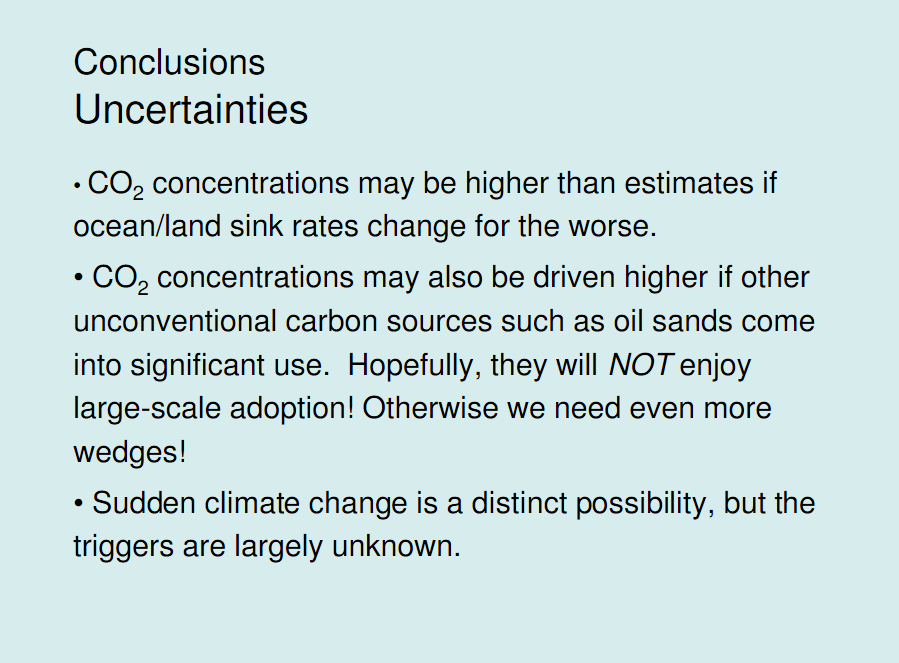 Conclusions
Uncertainties
• CO₂ concentrations may be higher than estimates if
ocean/land sink rates change for the worse.
• CO₂ concentrations may also be driven higher if other
unconventional carbon sources such as oil sands come
into significant use.  Hopefully, they will NOT enjoy
large-scale adoption! Otherwise we need even more
wedges!
• Sudden climate change is a distinct possibility, but the
triggers are largely unknown.